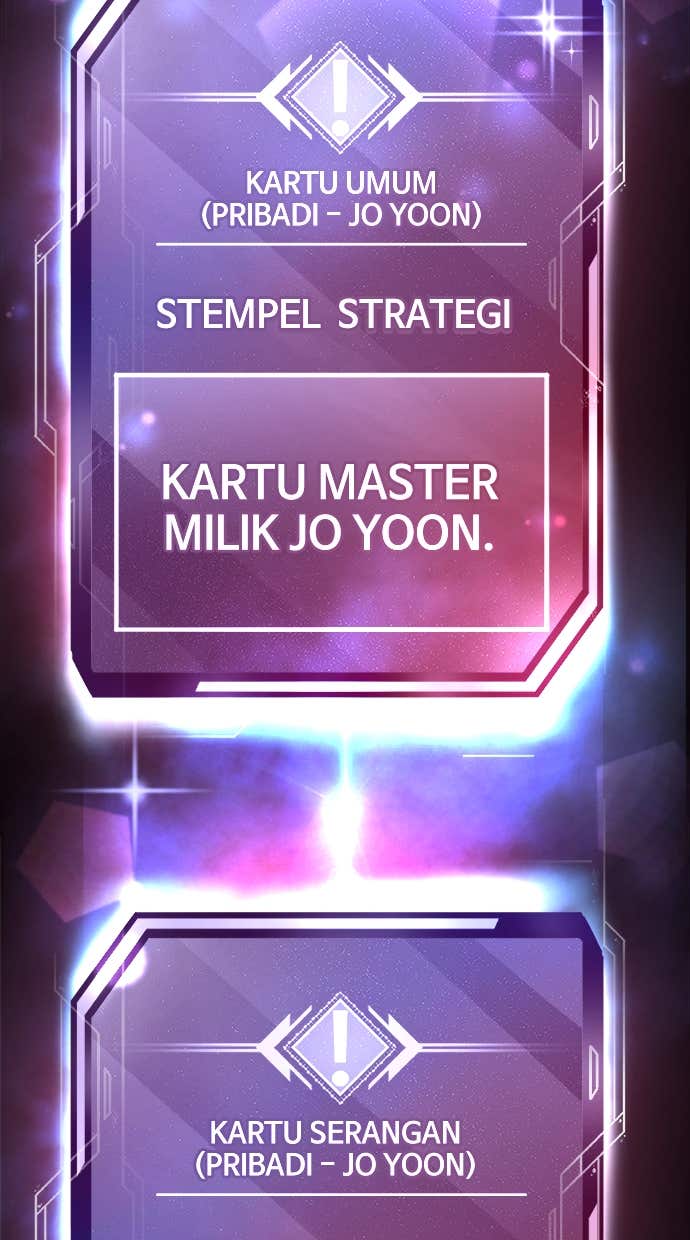 KARTU UMUM
(PRIBADI – JO YOON)
STEMPEL STRATEGI
KARTU MASTER
MILIK JO YOON.
KARTU SERANGAN
(PRIBADI – JO YOON)